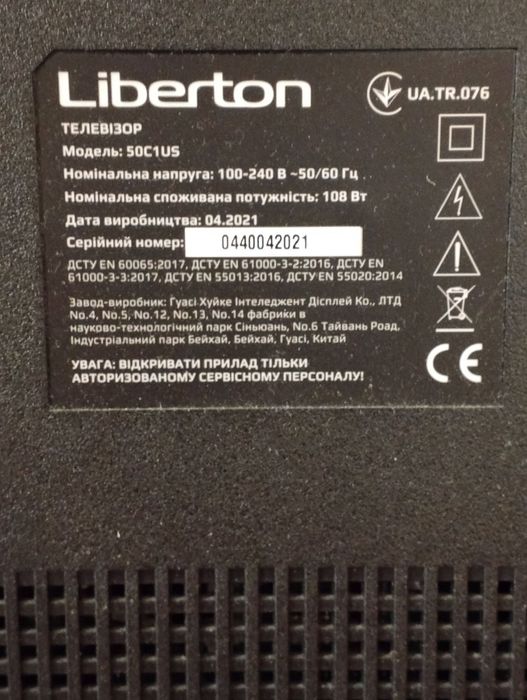 Liberton
UA.TR.076
ТЕЛЕВІЗОР
Модель: 50C1US
Номінальна напруга: 100-240 В ~50/60 Гц
Номінальна споживана потужність: 108 Вт
Дата виробництва: 04.2021
Серійний номер: 0440042021
ДСТУ EN 60065:2017, ДСТУ EN 61000-3-2:2016, ДСТУ EN
61000-3-3:2017, ДСТУ EN 55013:2016, ДСТУ EN 55020:2014
Завод-виробник: Гуасі Хуйке Інтеледжент Дісплей Ко., ЛТД
No.4, No.5, No.12, No.13, No.14 фабрики в
науково-технологічний парк Сіньюань, No.6 Тайвань Роад,
Індустріальний парк Бейхай, Бейхай, Гуасі, Китай
УВАГА: ВІДКРИВАТИ ПРИЛАД ТІЛЬКИ
АВТОРИЗОВАНОМУ СЕРВІСНОМУ ПЕРСОНАЛУ!
CE